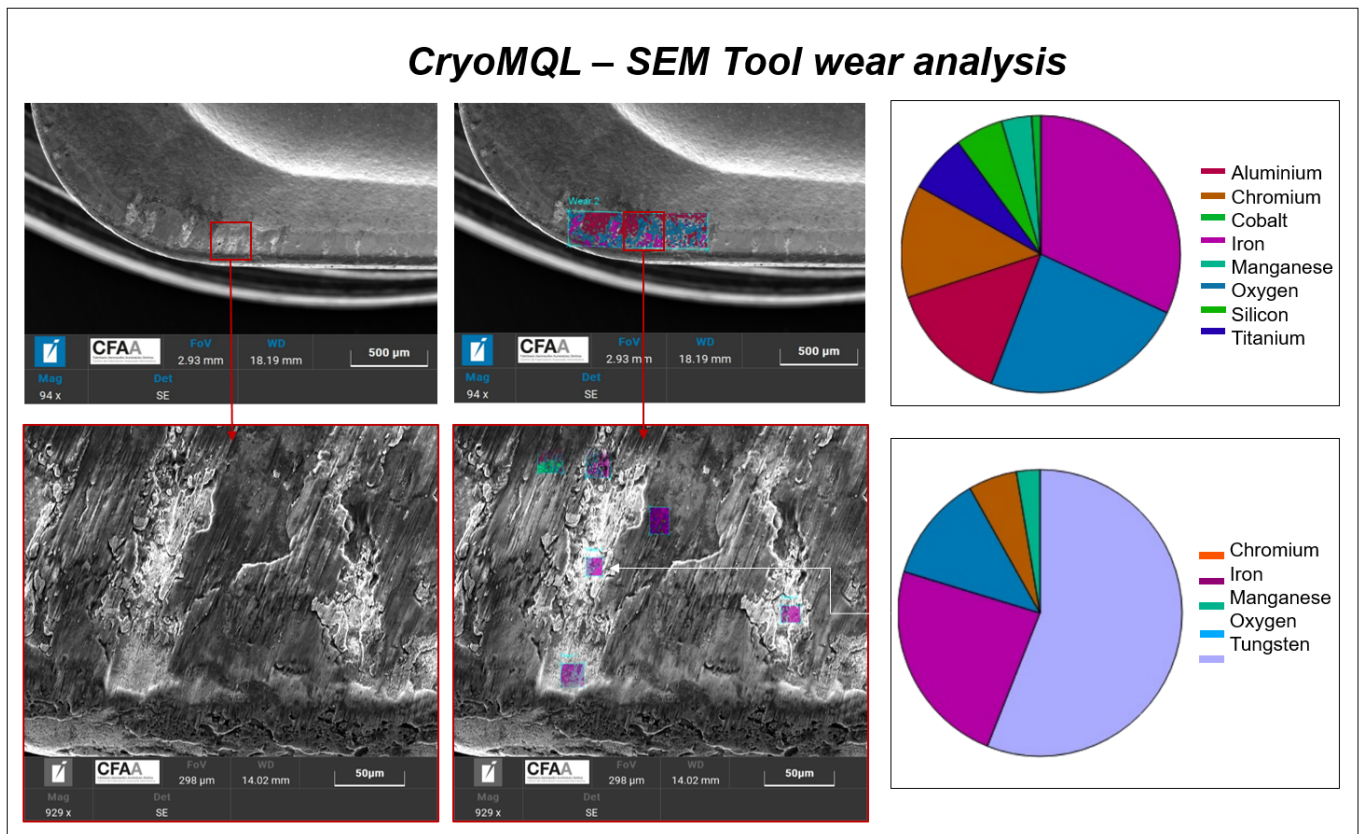 CryoMQL – SEM Tool wear analysis
CFAA
FoV
2.93 mm
WD
18.19 mm
500 µm
Mag
94 x
Det
SE
Wear 2
CFAA
FoV
2.93 mm
WD
18.19 mm
500 µm
Mag
94 x
Det
SE
Aluminium
Chromium
Cobalt
Iron
Manganese
Oxygen
Silicon
Titanium
CFAA
FoV
298 µm
WD
14.02 mm
50µm
Mag
929 x
Det
SE
CFAA
FoV
298 µm
WD
14.02 mm
50µm
Mag
929 x
Det
SE
Chromium
Iron
Manganese
Oxygen
Tungsten